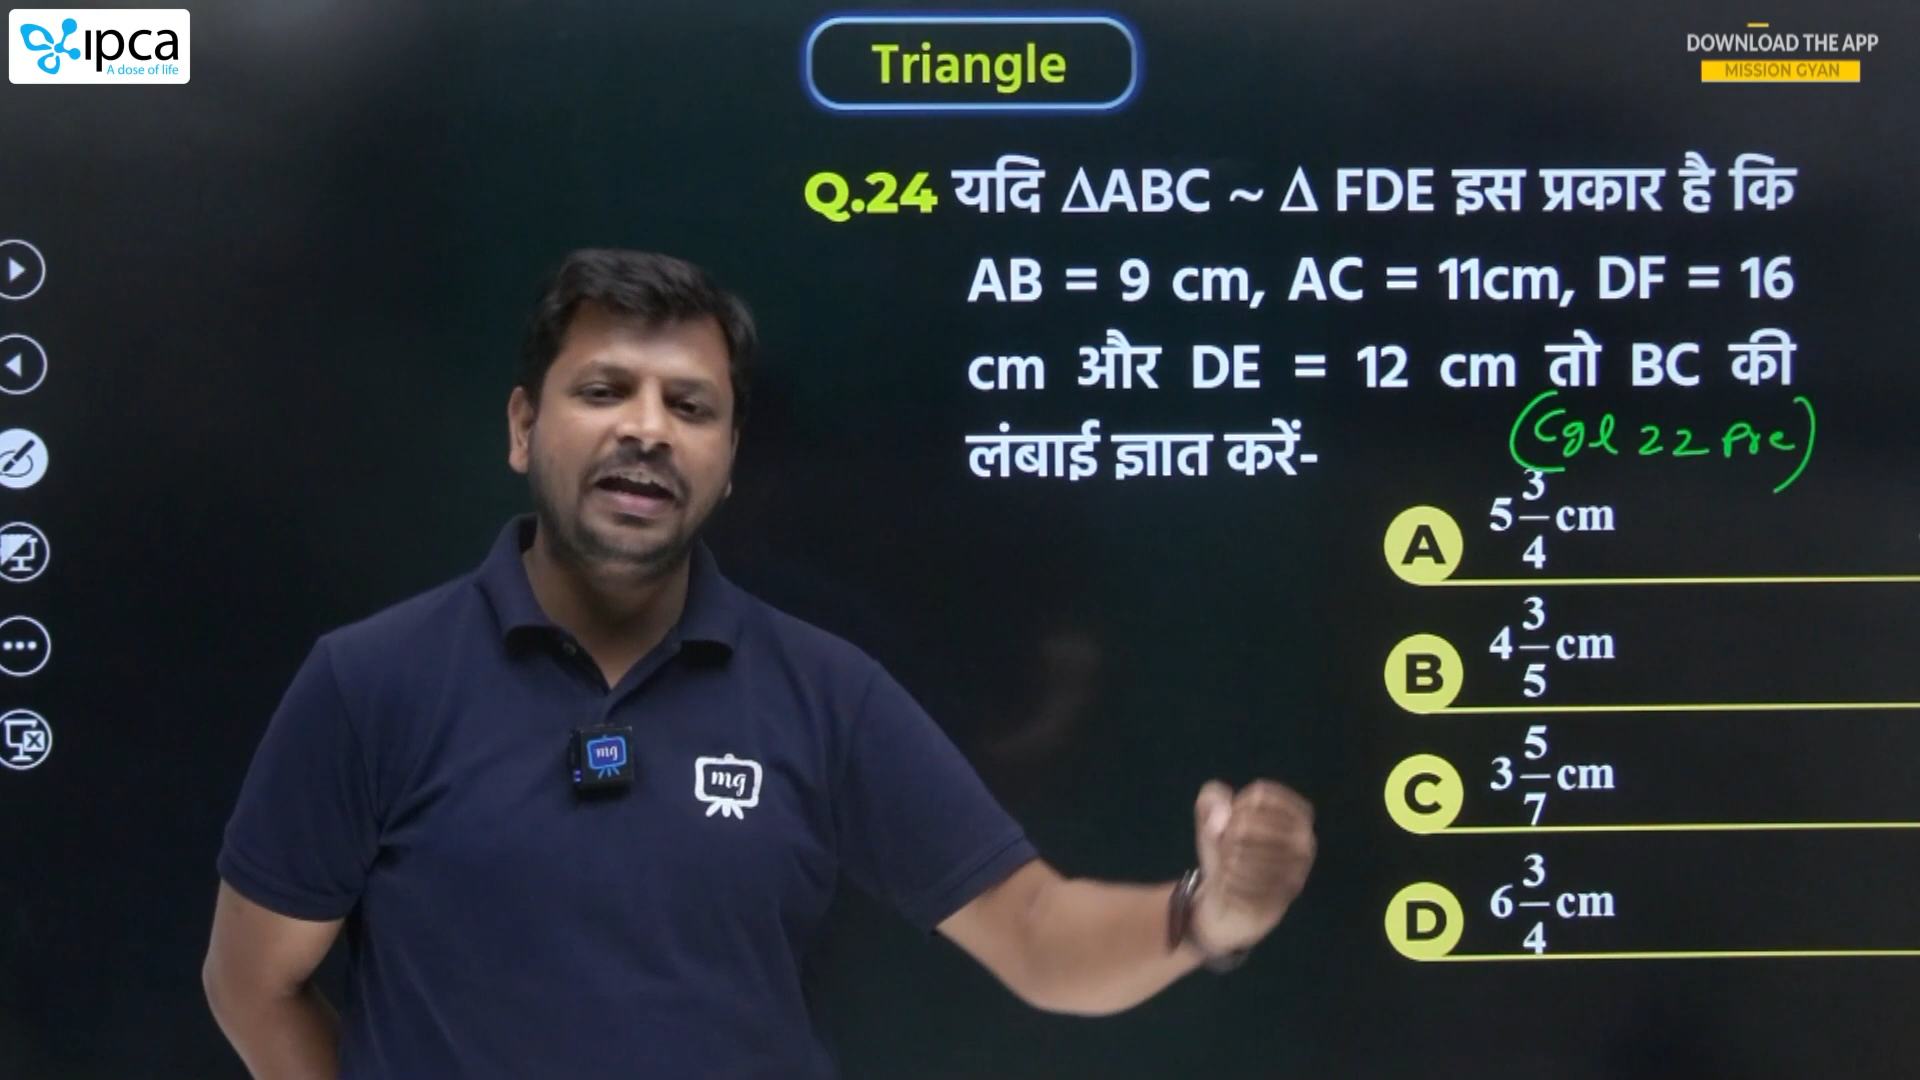 ipca
A dose of life
Triangle
DOWNLOAD THE APP
MISSION GYAN
Q.24 यदि ΔABC ~ Δ FDE इस प्रकार है कि
AB = 9 cm, AC = 11cm, DF = 16
cm और DE = 12 cm तो BC की
लंबाई ज्ञात करें-
(Cgl 22 Pre)
A 5 3/4 cm
B 4 3/5 cm
C 3 5/7 cm
D 6 3/4 cm
mg
mg